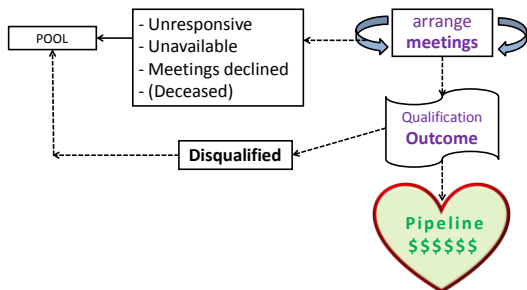 POOL
- Unresponsive
- Unavailable
- Meetings declined
- (Deceased)
arrange
meetings
Qualification
Outcome
Disqualified
Pipeline
$$$$$$